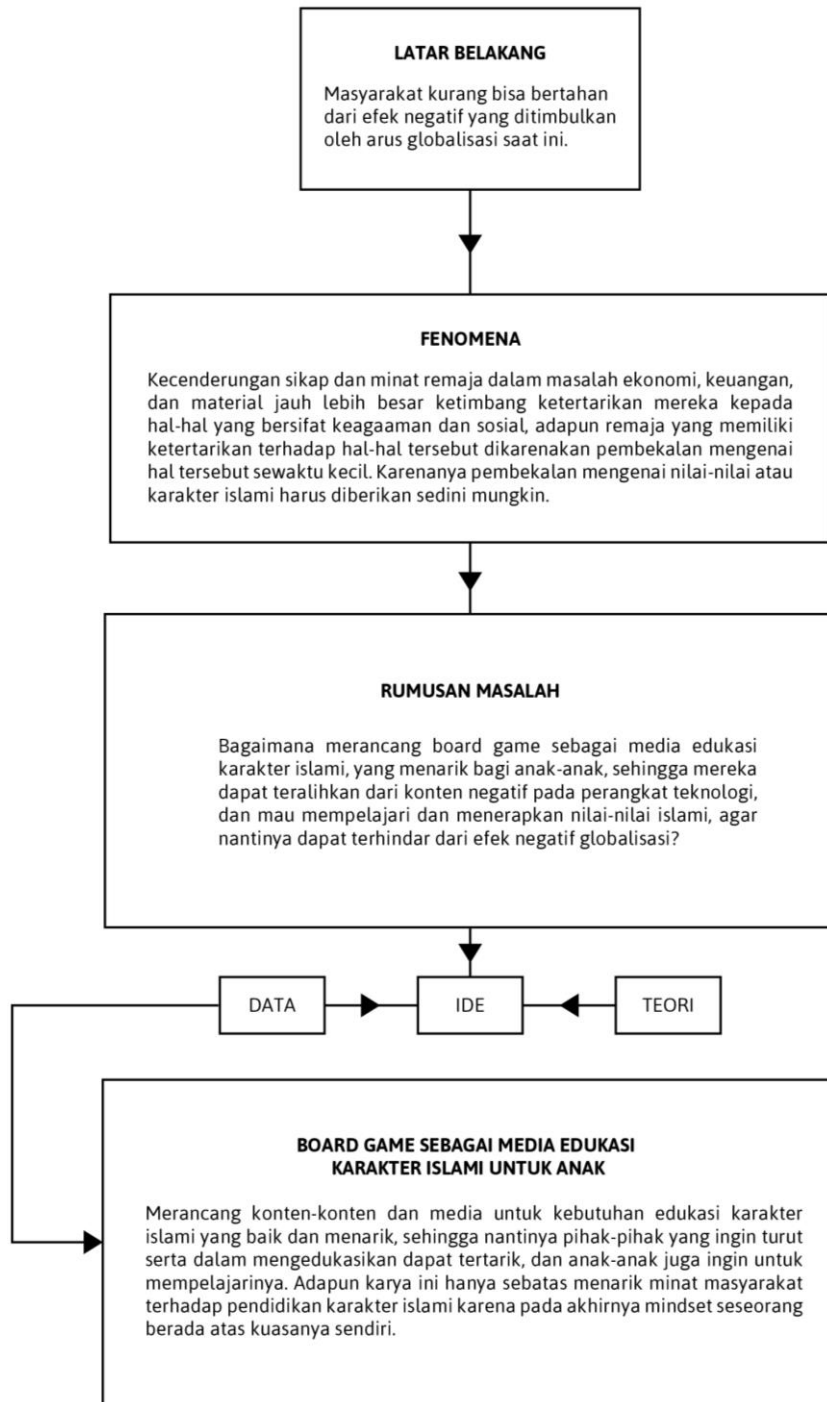 LATAR BELAKANG
Masyarakat kurang bisa bertahan
dari efek negatif yang ditimbulkan
oleh arus globalisasi saat ini.
FENOMENA
Kecenderungan sikap dan minat remaja dalam masalah ekonomi, keuangan,
dan material jauh lebih besar ketimbang ketertarikan mereka kepada
hal-hal yang bersifat keagaaman dan sosial, adapun remaja yang memiliki
ketertarikan terhadap hal-hal tersebut dikarenakan pembekalan mengenai
hal tersebut sewaktu kecil. Karenanya pembekalan mengenai nilai-nilai atau
karakter islami harus diberikan sedini mungkin.
RUMUSAN MASALAH
Bagaimana merancang board game sebagai media edukasi
karakter islami, yang menarik bagi anak-anak, sehingga mereka
dapat teralihkan dari konten negatif pada perangkat teknologi,
dan mau mempelajari dan menerapkan nilai-nilai islami, agar
nantinya dapat terhindar dari efek negatif globalisasi?
DATA
IDE
TEORI
BOARD GAME SEBAGAI MEDIA EDUKASI
KARAKTER ISLAMI UNTUK ANAK
Merancang konten-konten dan media untuk kebutuhan edukasi karakter
islami yang baik dan menarik, sehingga nantinya pihak-pihak yang ingin turut
serta dalam mengedukasikan dapat tertarik, dan anak-anak juga ingin untuk
mempelajarinya. Adapun karya ini hanya sebatas menarik minat masyarakat
terhadap pendidikan karakter islami karena pada akhirnya mindset seseorang
berada atas kuasanya sendiri.